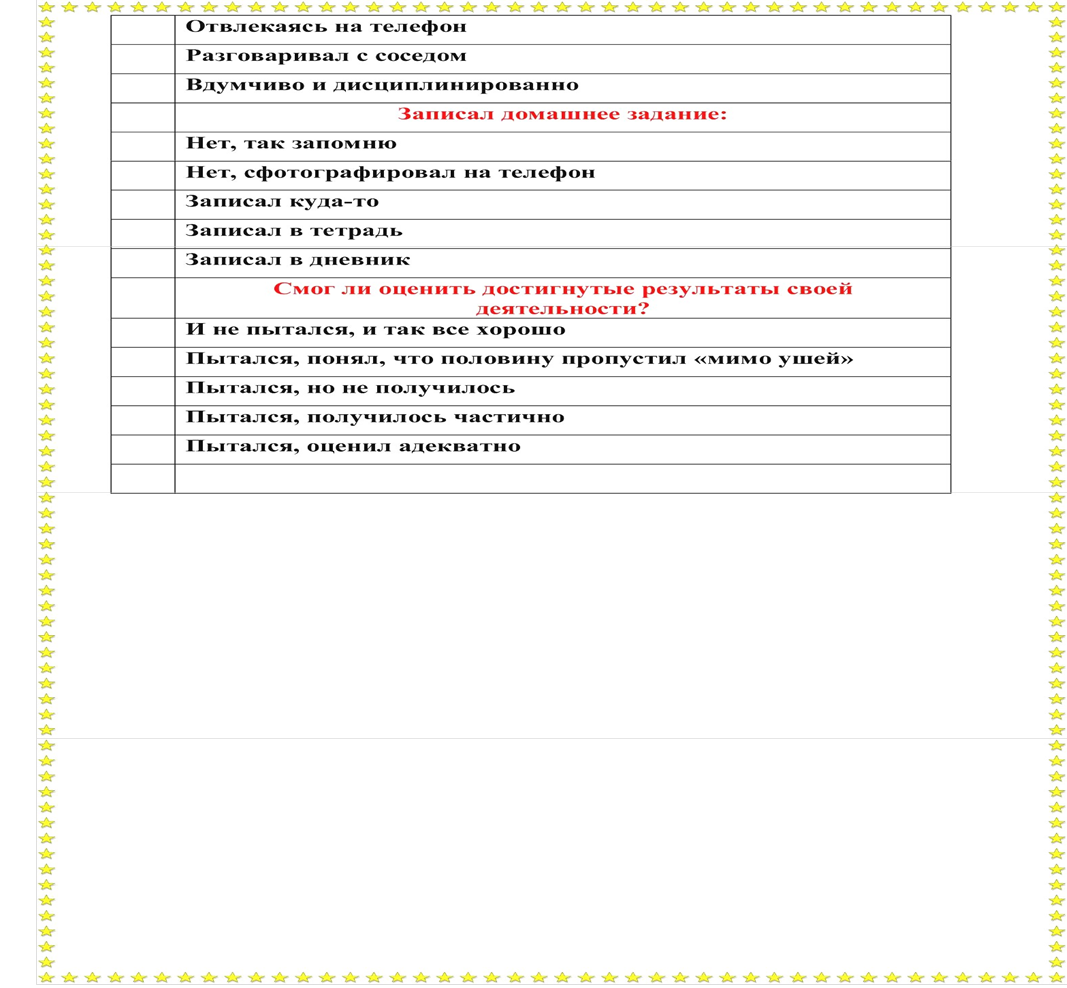 Отвлекаясь на телефон
Разговаривал с соседом
Вдумчиво и дисциплинированно
Записал домашнее задание:
Нет, так запомню
Нет, сфотографировал на телефон
Записал куда-то
Записал в тетрадь
Записал в дневник
Смог ли оценить достигнутые результаты своей
деятельности?
И не пытался, и так все хорошо
Пытался, понял, что половину пропустил «мимо ушей»
Пытался, но не получилось
Пытался, получилось частично
Пытался, оценил адекватно